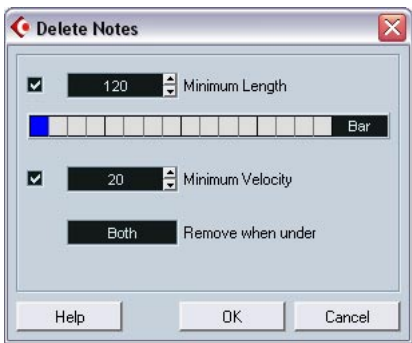 Delete Notes
120 Minimum Length
Bar
20 Minimum Velocity
Both Remove when under
Help OK Cancel